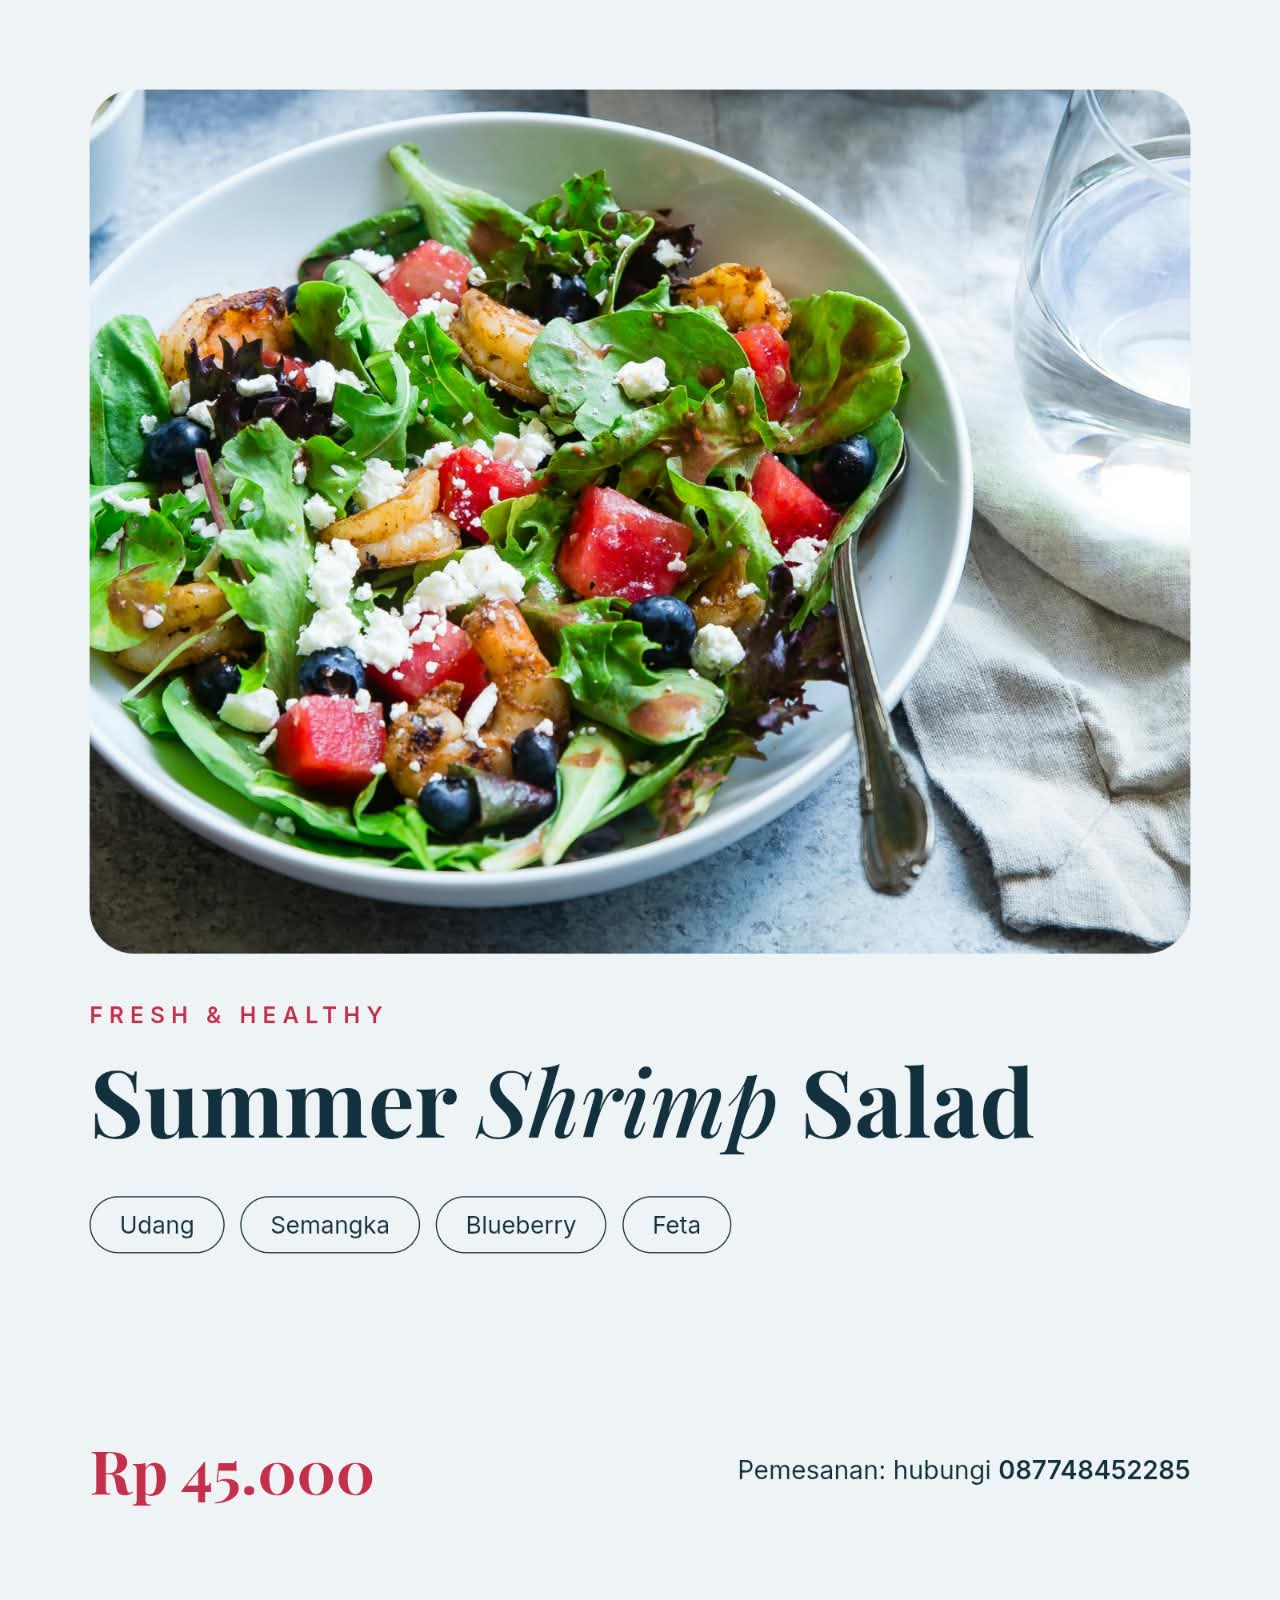 FRESH & HEALTHY
Summer Shrimp Salad
Udang Semangka Blueberry Feta
Rp 45.000
Pemesanan: hubungi 087748452285